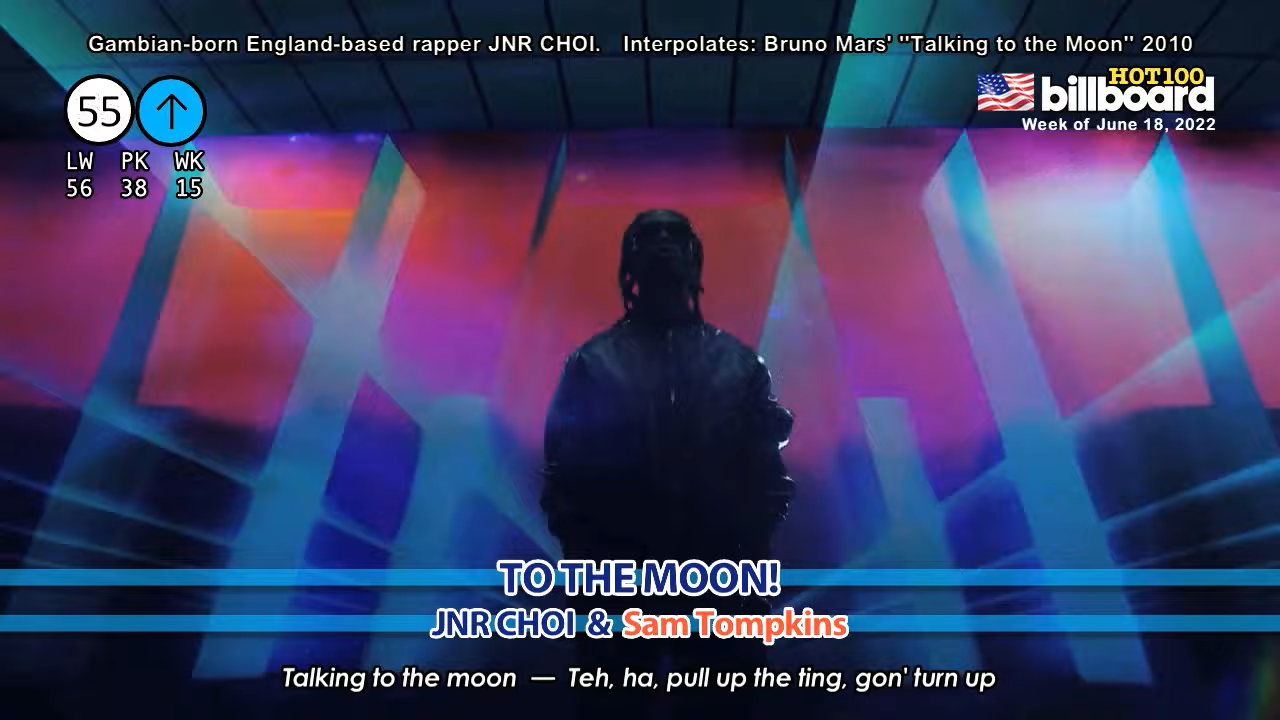 Gambian-born England-based rapper JNR CHOI. Interpolates: Bruno Mars' "Talking to the Moon" 2010
55 ↑
LW PK WK
56 38 15
HOT100
billboard
Week of June 18, 2022
TO THE MOON!
JNR CHOI & Sam Tompkins
Talking to the moon — Teh, ha, pull up the ting, gon' turn up